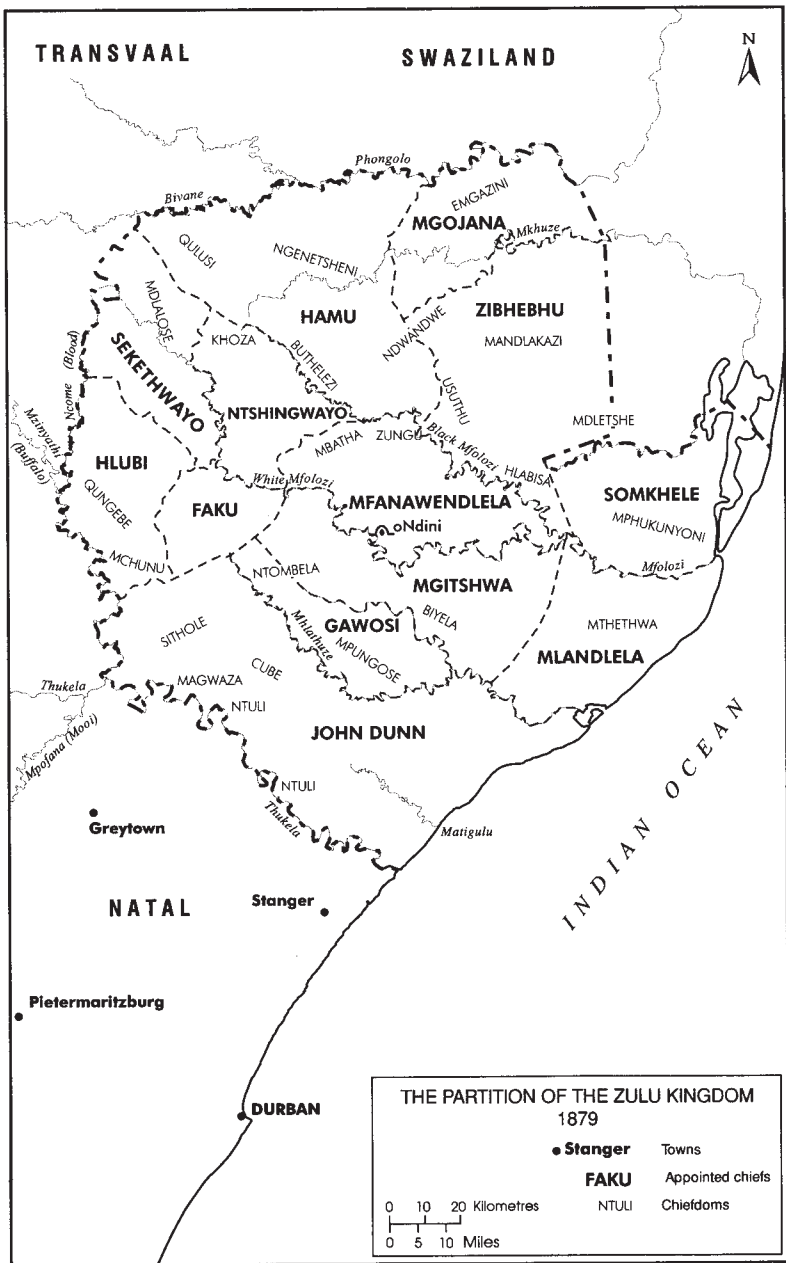 TRANSVAAL
SWAZILAND
N
Phongolo
Bivane
EMGAZINI
MGOJANA
Mkhuze
QULUSI
NGENETSHENI
MDLALOSE
HAMU
ZIBHEBHU
MANDLAKAZI
NDWANDWE
KHOZA
BUTHELEZI
SEKETHWAYO
Ncome (Blood)
USUTHU
NTSHINGWAYO
MDLETSHE
Mzinyathi
(Buffalo)
MBATHA
ZUNGU
Black Mfolozi
HLABISA
HLUBI
QUNGEBE
White Mfolozi
FAKU
MFANAWENDLELA
oNdini
SOMKHELE
MPHUKUNYONI
MCHUNU
Mfolozi
NTOMBELA
MGITSHWA
BIYELA
SITHOLE
Mhlathuze
GAWOSI
MPUNGOSE
MTHETHWA
MLANDLELA
CUBE
MAGWAZA
Thukela
NTULI
JOHN DUNN
Mpofana (Mooi)
NTULI
Thukela
Matigulu
Greytown
INDIAN OCEAN
NATAL
Stanger
Pietermaritzburg
DURBAN
THE PARTITION OF THE ZULU KINGDOM
1879
Stanger Towns
FAKU Appointed chiefs
NTULI Chiefdoms
0 10 20 Kilometres
0 5 10 Miles